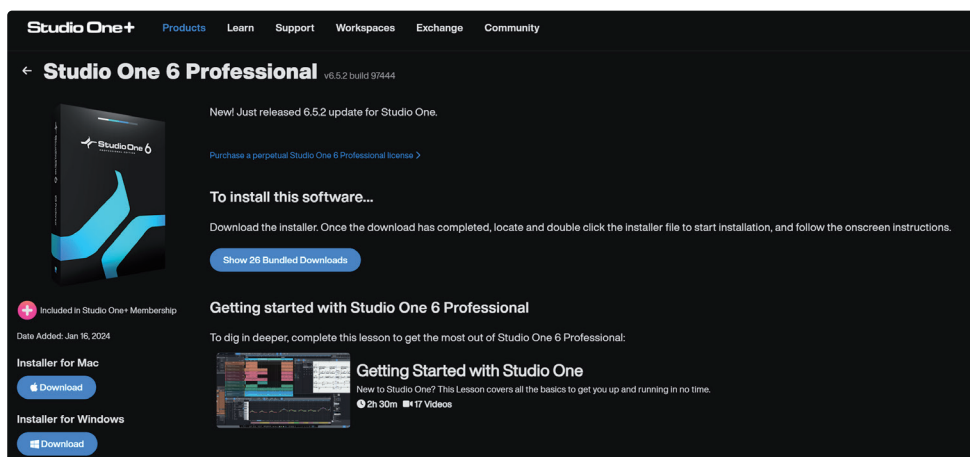 Studio One+ Products Learn Support Workspaces Exchange Community
← Studio One 6 Professional v6.5.2 build 97444
New! Just released 6.5.2 update for Studio One.
Studio One 6
Purchase a perpetual Studio One 6 Professional license >
To install this software...
Download the installer. Once the download has completed, locate and double click the installer file to start installation, and follow the onscreen instructions.
Show 26 Bundled Downloads
Included in Studio One+ Membership
Date Added: Jan 16, 2024
Installer for Mac
Download
Installer for Windows
Download
Getting started with Studio One 6 Professional
To dig in deeper, complete this lesson to get the most out of Studio One 6 Professional:
Getting Started with Studio One
New to Studio One? This Lesson covers all the basics to get you up and running in no time.
2h 30m 17 Videos